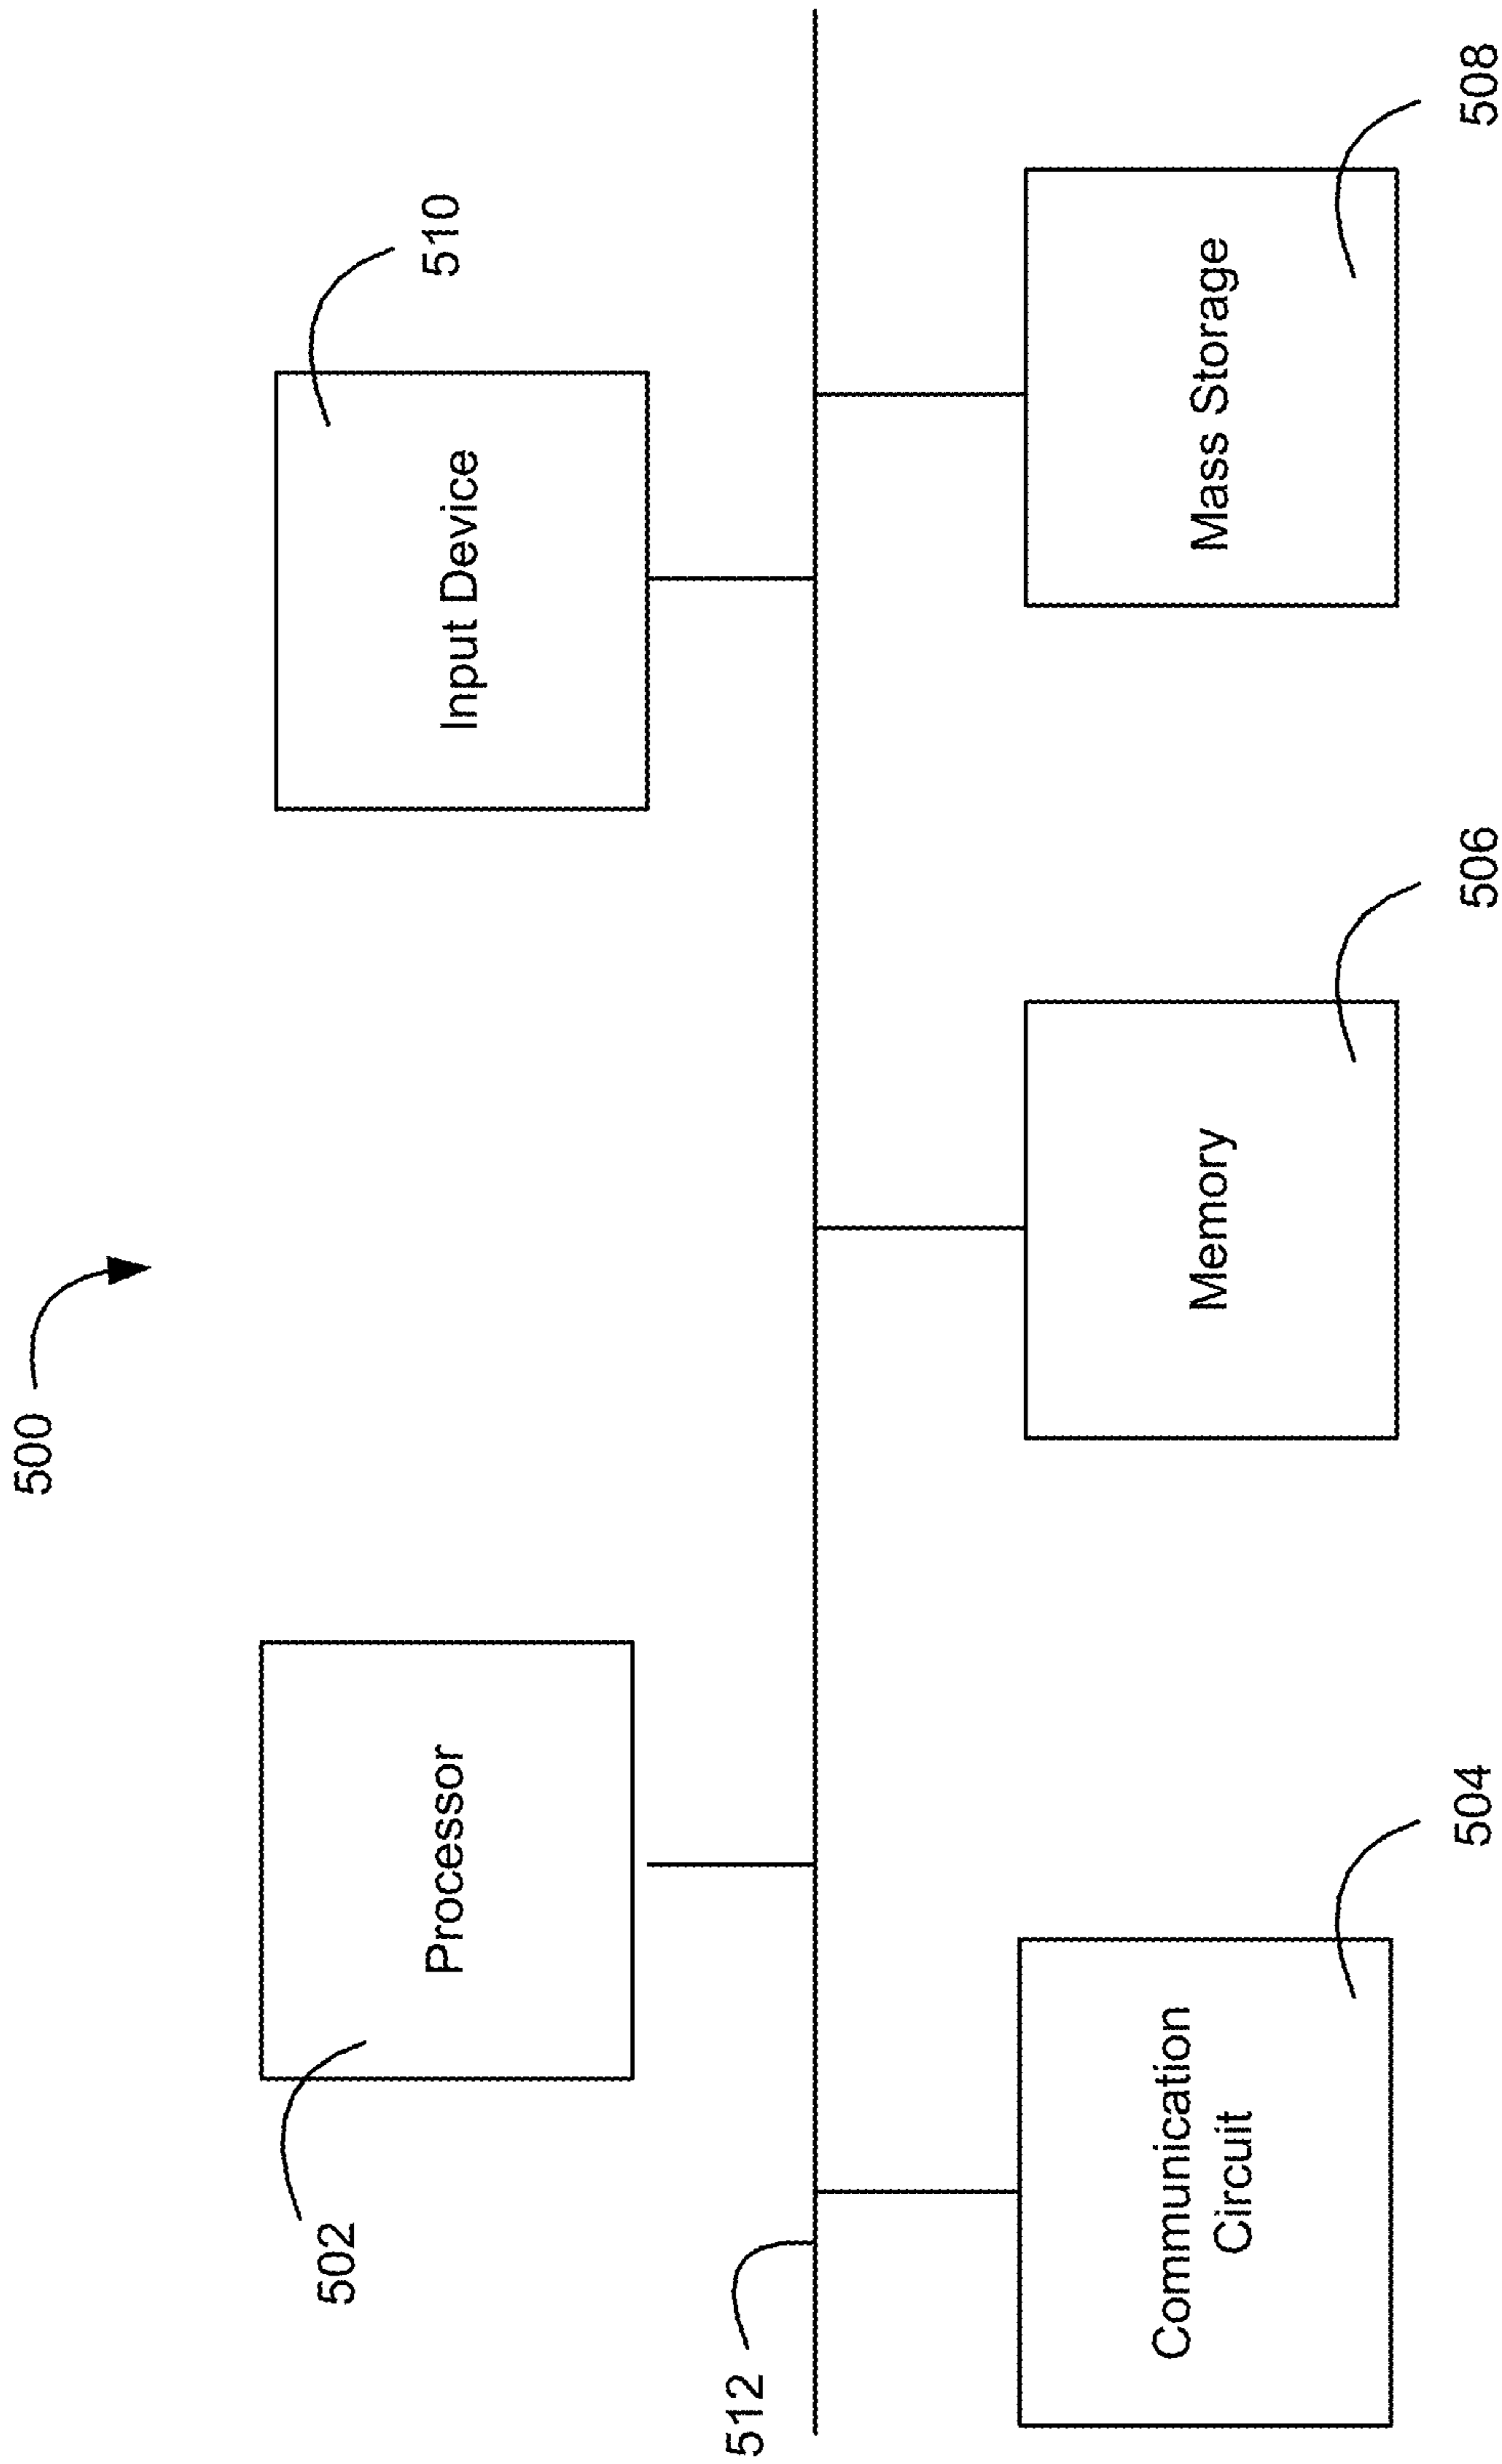 500
510
Input Device
Processor
502
512
Communication
Circuit
504
Memory
506
Mass Storage
508